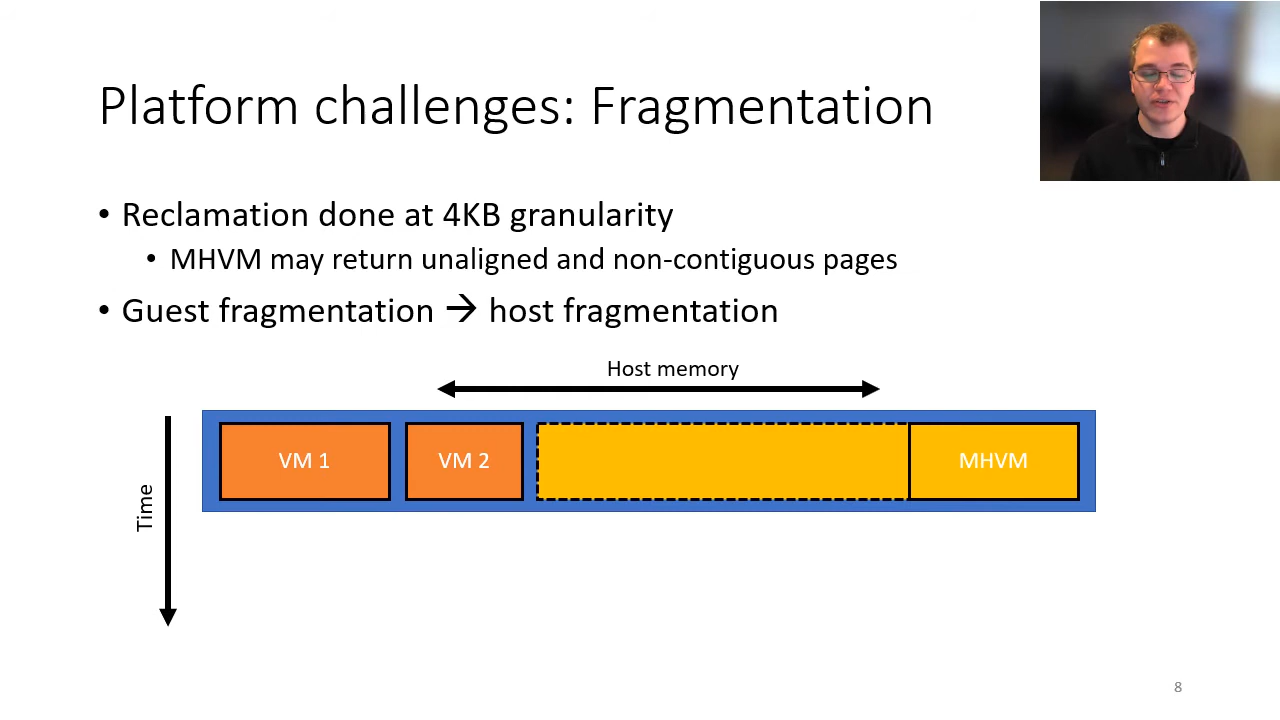 Platform challenges: Fragmentation
• Reclamation done at 4KB granularity
• MHVM may return unaligned and non-contiguous pages
• Guest fragmentation → host fragmentation
Host memory
VM 1
VM 2
MHVM
Time
8